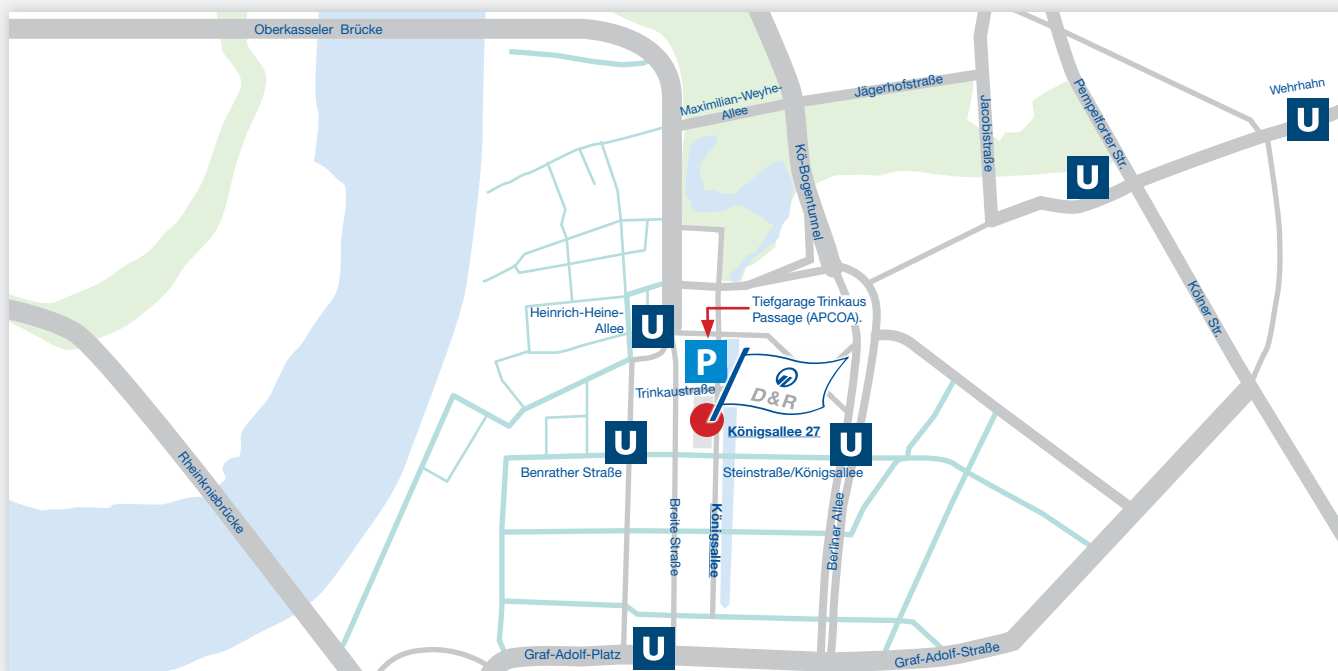 Oberkasseler Brücke
Maximilian-Weyhe-
Allee
Jägerhofstraße
Jacobistraße
Pempelforter Str.
Wehrhahn
U
U
Kö-Bogentunnel
Kölner Str.
Heinrich-Heine-
Allee
U
Tiefgarage Trinkaus
Passage (APCOA).
P
Trinkaustraße
D&R
Königsallee 27
U
Benrather Straße
U
Steinstraße/Königsallee
Rheinkniebrücke
Breite Straße
Königsallee
Berliner Allee
Graf-Adolf-Platz
U
Graf-Adolf-Straße